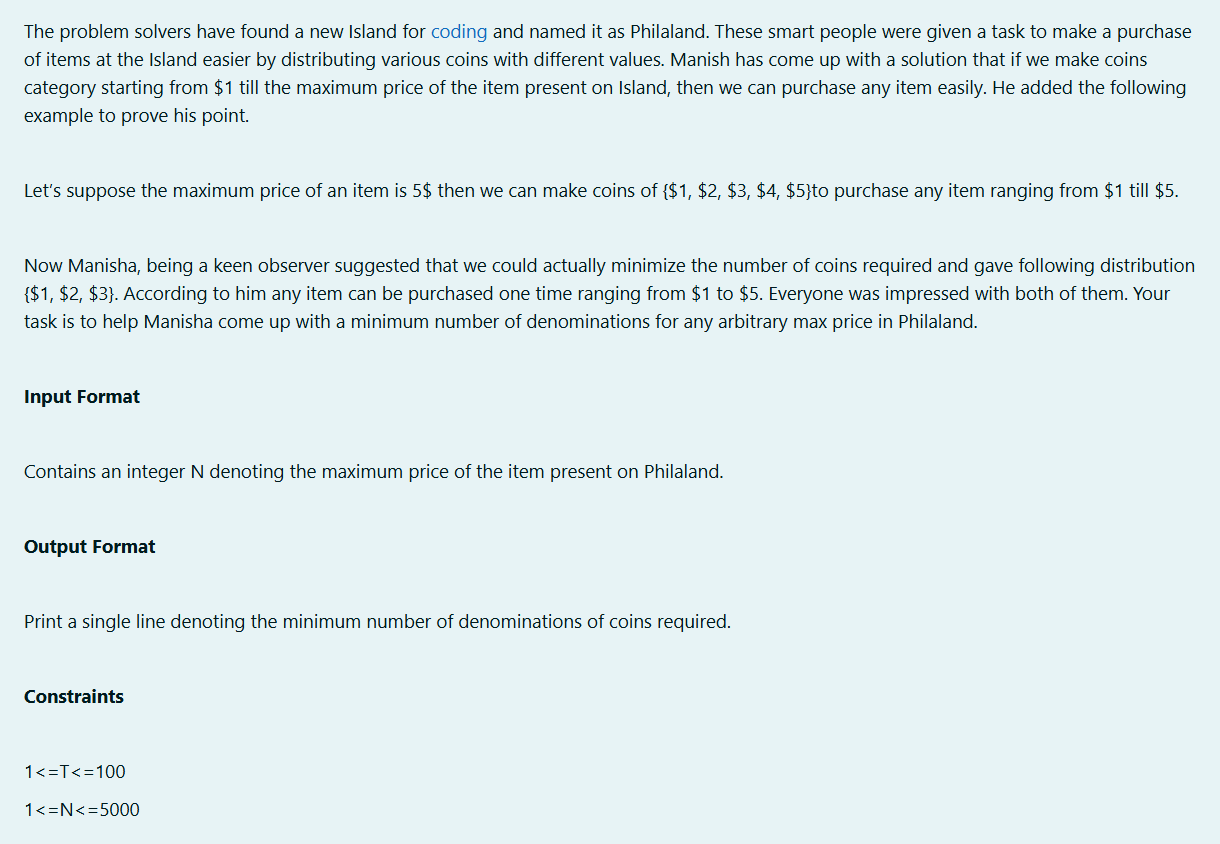 The problem solvers have found a new Island for coding and named it as Philaland. These smart people were given a task to make a purchase
of items at the Island easier by distributing various coins with different values. Manish has come up with a solution that if we make coins
category starting from $1 till the maximum price of the item present on Island, then we can purchase any item easily. He added the following
example to prove his point.
Let’s suppose the maximum price of an item is 5$ then we can make coins of {$1, $2, $3, $4, $5}to purchase any item ranging from $1 till $5.
Now Manisha, being a keen observer suggested that we could actually minimize the number of coins required and gave following distribution
{$1, $2, $3}. According to him any item can be purchased one time ranging from $1 to $5. Everyone was impressed with both of them. Your
task is to help Manisha come up with a minimum number of denominations for any arbitrary max price in Philaland.
Input Format
Contains an integer N denoting the maximum price of the item present on Philaland.
Output Format
Print a single line denoting the minimum number of denominations of coins required.
Constraints
1<=T<=100
1<=N<=5000